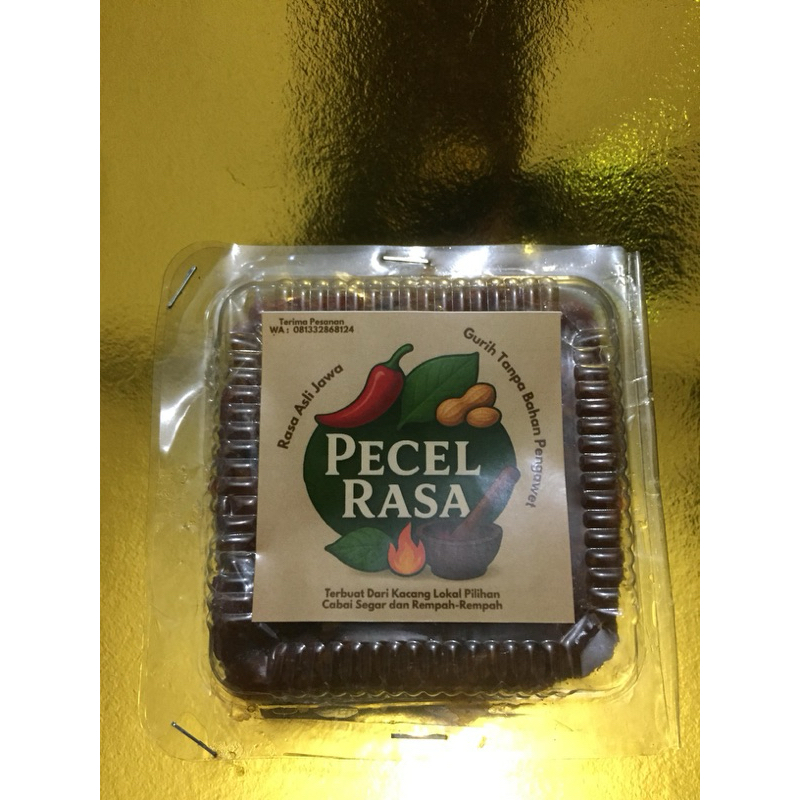 Terima Pesanan
WA : 081332868124
Rasa Asli Jawa
Gurih Tanpa Bahan Pengawet
PECEL
RASA
Terbuat Dari Kacang Lokal Pilihan
Cabai Segar dan Rempah-Rempah